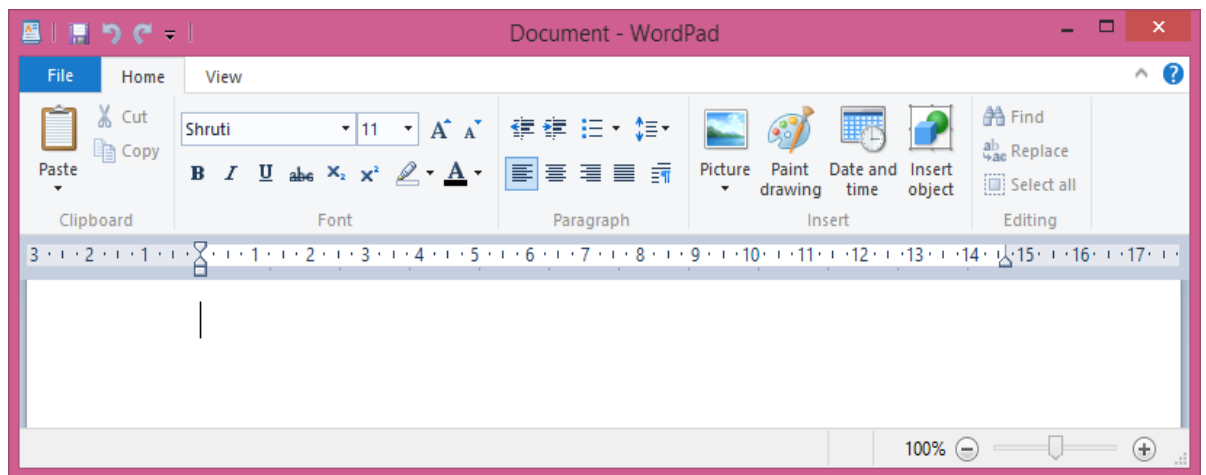 Document - WordPad
File Home View
Cut
Copy
Paste
Shruti 11 A A
B I U abc X₂ X² A
Picture
Paint drawing
Date and time
Insert object
Find
Replace
Select all
Clipboard Font Paragraph Insert Editing
3 2 1 1 2 3 4 5 6 7 8 9 10 11 12 13 14 15 16 17
100%